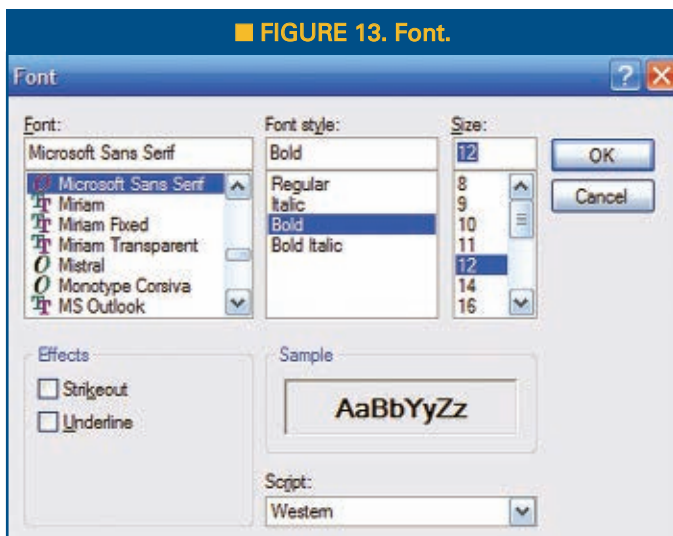 FIGURE 13. Font.
Font
Font:
Microsoft Sans Serif
Microsoft Sans Serif
Miriam
Miriam Fixed
Miriam Transparent
Mistral
Monotype Corsiva
MS Outlook
Font style:
Bold
Regular
Italic
Bold
Bold Italic
Size:
12
8
9
10
11
12
14
16
OK
Cancel
Effects
Strikeout
Underline
Sample
AaBbYyZz
Script:
Western